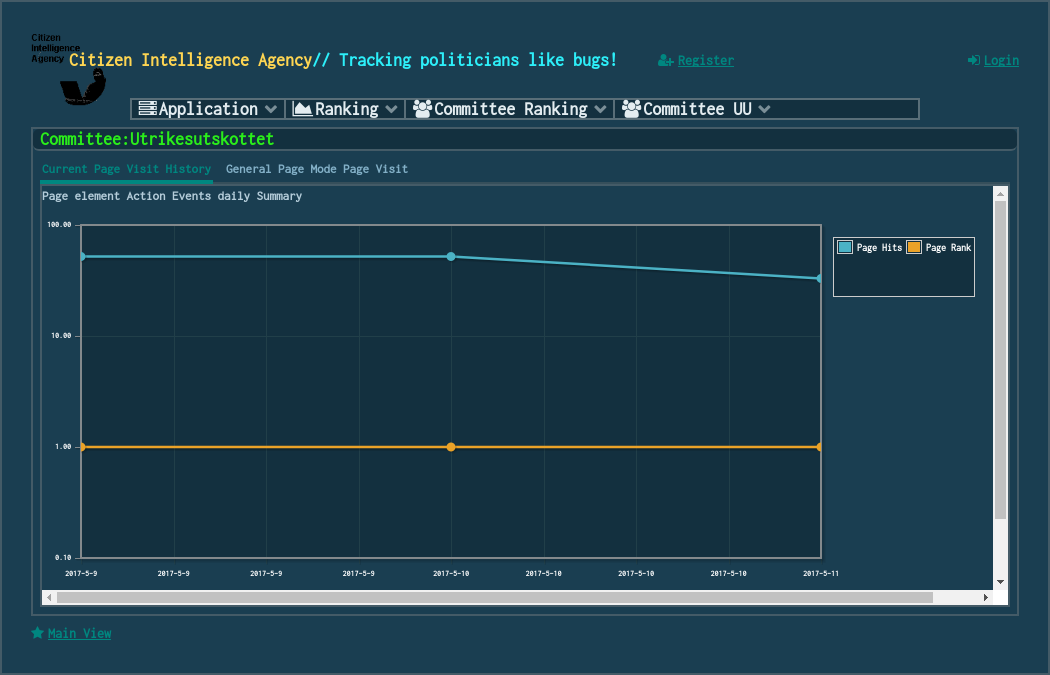 Citizen
Intelligence
Agency
Citizen Intelligence Agency// Tracking politicians like bugs!
Register
Login
Application
Ranking
Committee Ranking
Committee UU
Committee:Utrikesutskottet
Current Page Visit History
General Page Mode Page Visit
Page element Action Events daily Summary
100.00
10.00
1.00
0.10
2017-5-9 2017-5-9 2017-5-9 2017-5-9 2017-5-10 2017-5-10 2017-5-10 2017-5-10 2017-5-11
Page Hits Page Rank
Main View